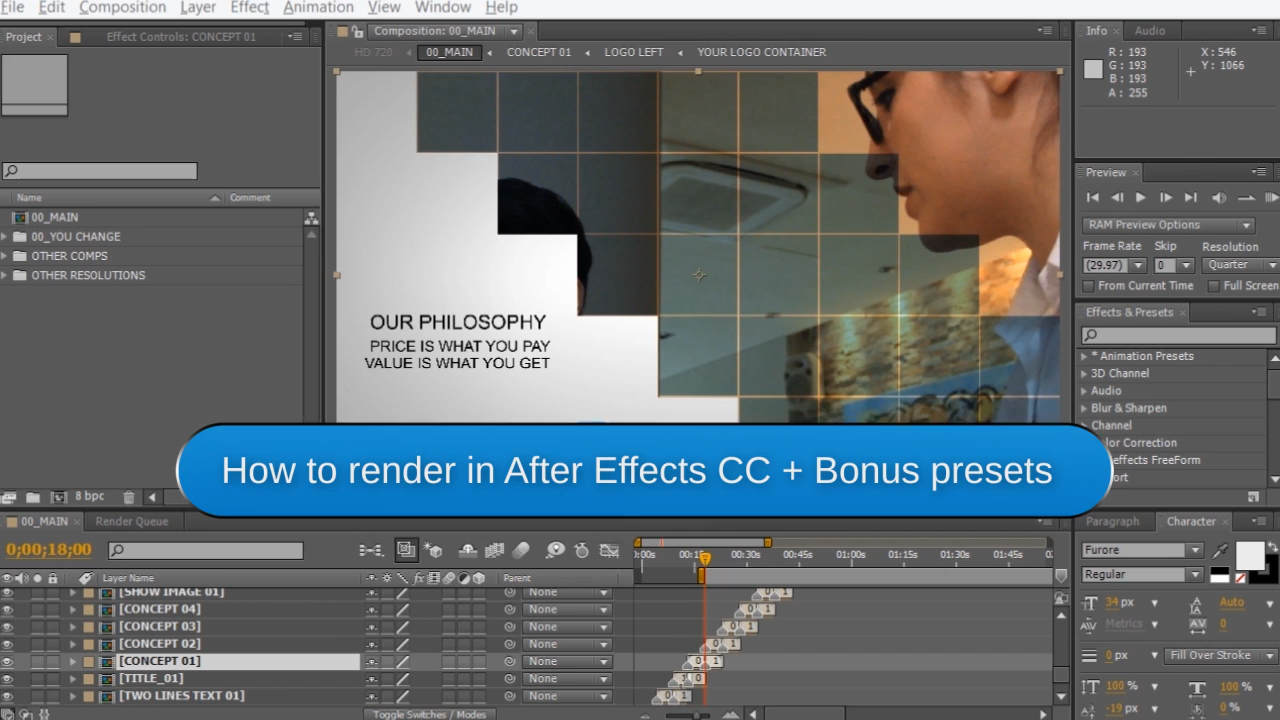 File Edit Composition Layer Effect Animation View Window Help
Project × Effect Controls: CONCEPT 01
Composition: 00_MAIN
Info × Audio
HD 720 00_MAIN CONCEPT 01 LOGO LEFT YOUR LOGO CONTAINER
R : 193
G : 193
B : 193
A : 255
X : 546
Y : 1066
Name Comment
00_MAIN
00_YOU CHANGE
OTHER COMPS
OTHER RESOLUTIONS
OUR PHILOSOPHY
PRICE IS WHAT YOU PAY
VALUE IS WHAT YOU GET
Preview ×
RAM Preview Options
Frame Rate Skip Resolution
(29.97) 0 Quarter
From Current Time Full Screen
Effects & Presets ×
* Animation Presets
3D Channel
Audio
Blur & Sharpen
Channel
lor Correction
effects FreeForm
ort
How to render in After Effects CC + Bonus presets
8 bpc
00_MAIN × Render Queue
0;00;18;00
:00s 00:15s 00:30s 00:45s 01:00s 01:15s 01:30s 01:45s
Layer Name fx Parent
[SHOW IMAGE 01] None
[CONCEPT 04] None
[CONCEPT 03] None
[CONCEPT 02] None
[CONCEPT 01] None
[TITLE_01] None
[TWO LINES TEXT 01] None
Toggle Switches / Modes
Paragraph Character ×
Furore
Regular
34 px Auto
Metrics 0
0 px Fill Over Stroke
100 % 100 %
-19 px 0 %